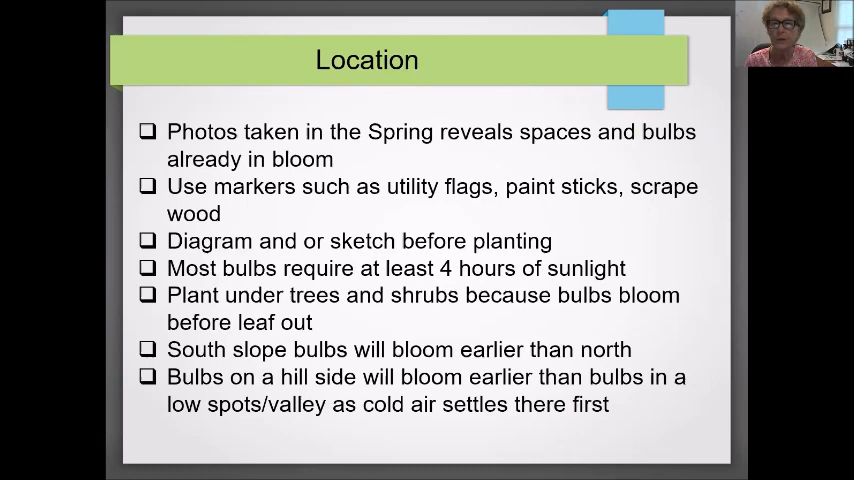 Location
❑ Photos taken in the Spring reveals spaces and bulbs
already in bloom
❑ Use markers such as utility flags, paint sticks, scrape
wood
❑ Diagram and or sketch before planting
❑ Most bulbs require at least 4 hours of sunlight
❑ Plant under trees and shrubs because bulbs bloom
before leaf out
❑ South slope bulbs will bloom earlier than north
❑ Bulbs on a hill side will bloom earlier than bulbs in a
low spots/valley as cold air settles there first